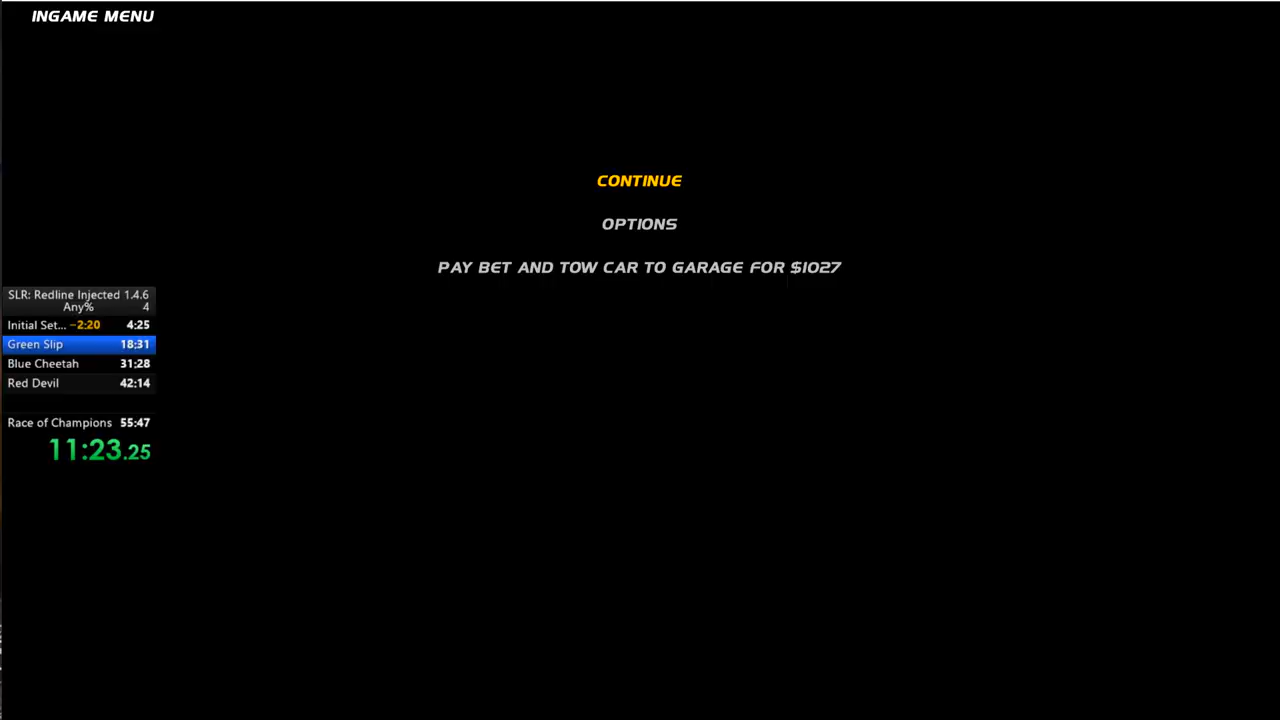 INGAME MENU
CONTINUE
OPTIONS
PAY BET AND TOW CAR TO GARAGE FOR $1027
SLR: Redline Injected 1.4.6
Any% 4
Initial Set... −2:20 4:25
Green Slip 18:31
Blue Cheetah 31:28
Red Devil 42:14
Race of Champions 55:47
11:23.25